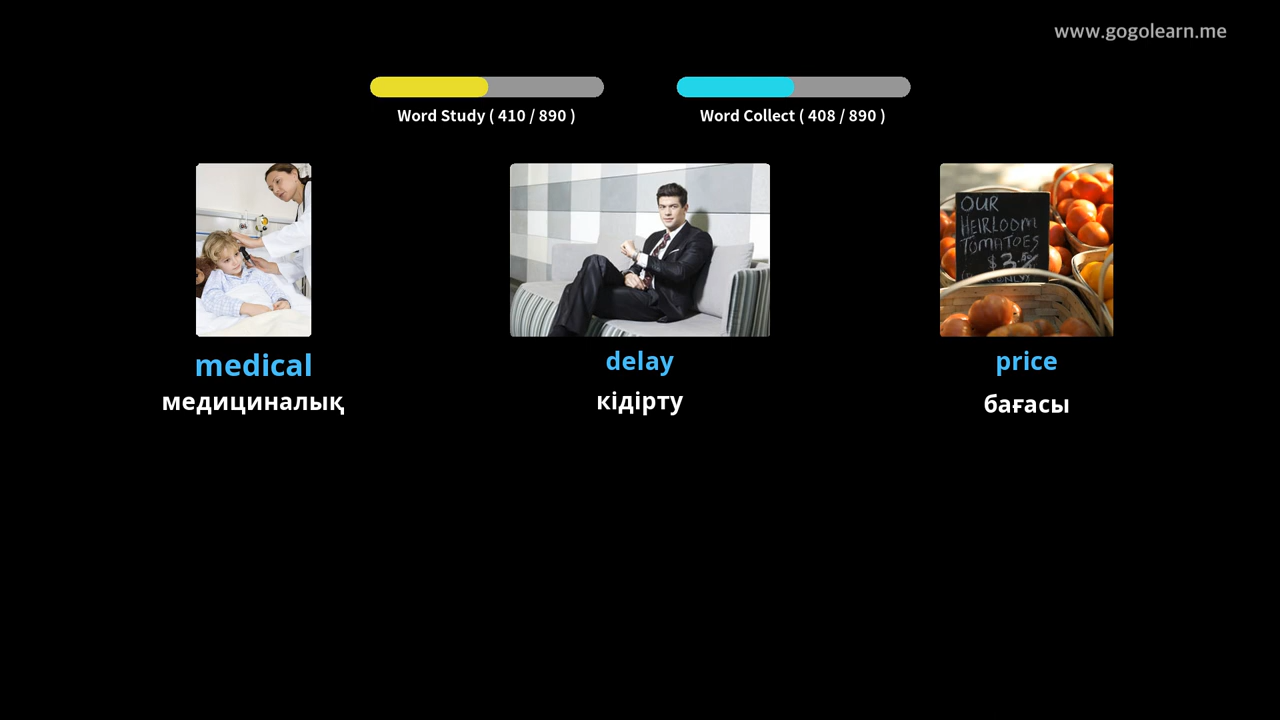 www.gogolearn.me
Word Study ( 410 / 890 )
Word Collect ( 408 / 890 )
OUR
HEIRLOOM
TOMATOES
$3.
medical
delay
price
медициналық
кідірту
бағасы